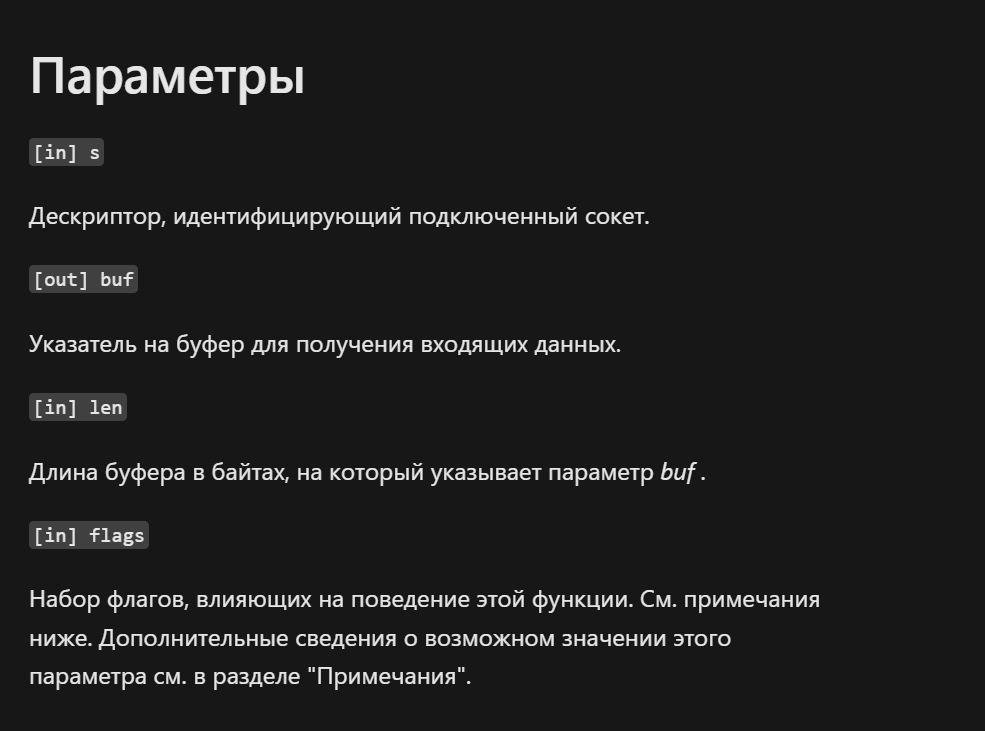 Параметры
[in] s
Дескриптор, идентифицирующий подключенный сокет.
[out] buf
Указатель на буфер для получения входящих данных.
[in] len
Длина буфера в байтах, на который указывает параметр buf .
[in] flags
Набор флагов, влияющих на поведение этой функции. См. примечания
ниже. Дополнительные сведения о возможном значении этого
параметра см. в разделе "Примечания".